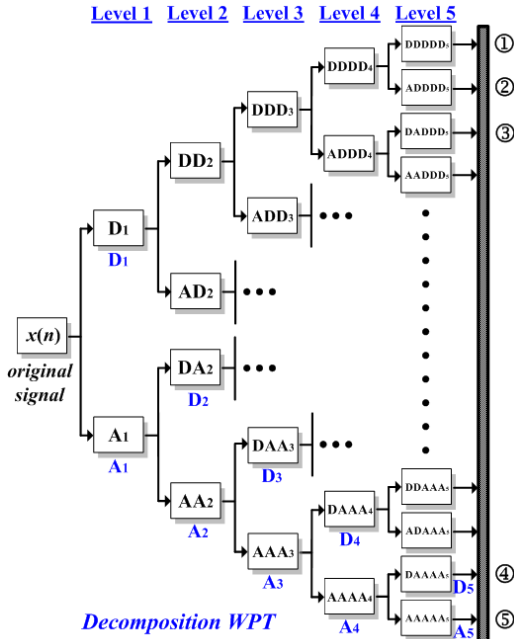 Level 1 Level 2 Level 3 Level 4 Level 5
DDDDD5 ①
DDDD4
ADDDD5 ②
DDD3
DADDD5 ③
ADDD4
AADDD5
DD2
ADD3
D1
D1
AD2
x(n)
original
signal
DA2
D2
A1
A1
DAA3
D3
AA2
A2
DDAAA5
DAAA4
D4
ADAAA5
AAA3
A3
DAAAA5 ④
D5
AAAA4
A4
AAAAA5 ⑤
A5
Decomposition WPT